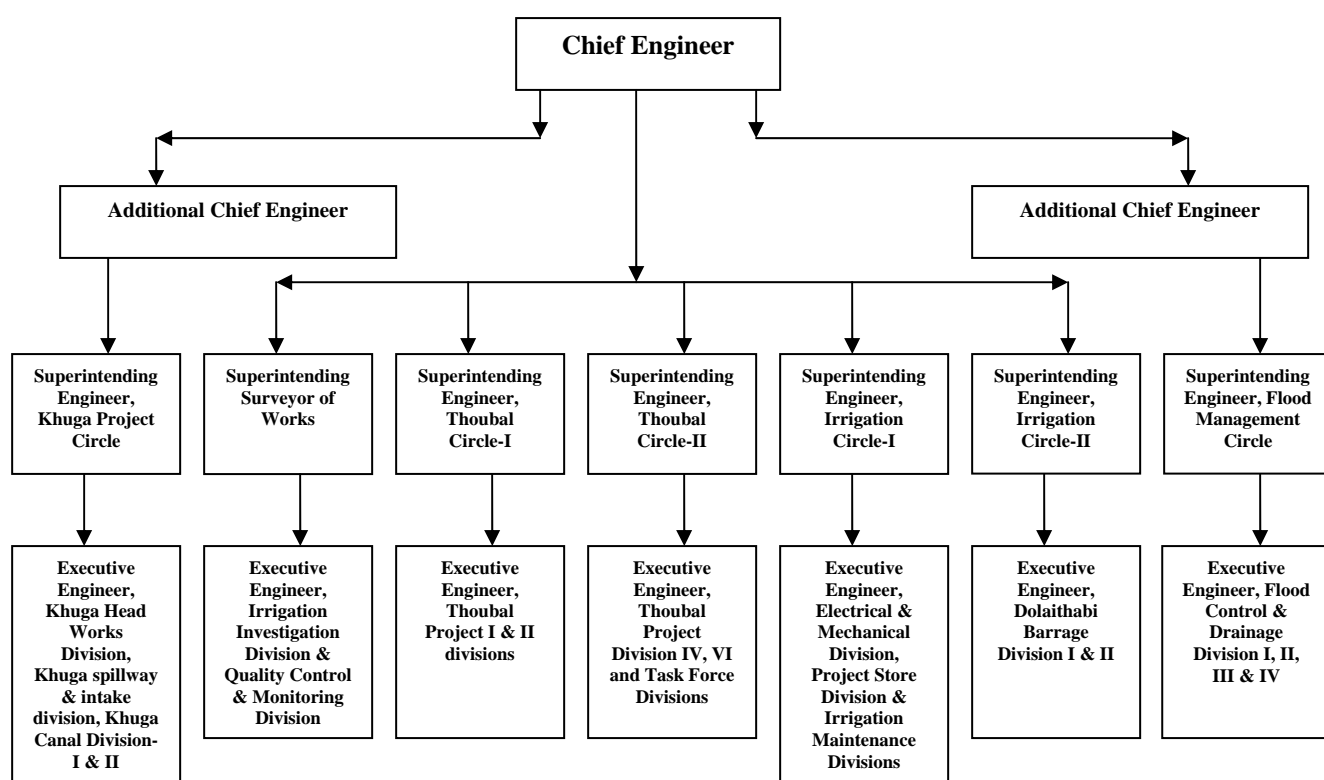 Chief Engineer
Additional Chief Engineer
Additional Chief Engineer
Superintending
Engineer,
Khuga Project
Circle
Superintending
Surveyor of
Works
Superintending
Engineer,
Thoubal
Circle-I
Superintending
Engineer,
Thoubal
Circle-II
Superintending
Engineer,
Irrigation
Circle-I
Superintending
Engineer,
Irrigation
Circle-II
Superintending
Engineer, Flood
Management
Circle
Executive
Engineer,
Khuga Head
Works
Division,
Khuga spillway
& intake
division, Khuga
Canal Division-
I & II
Executive
Engineer,
Irrigation
Investigation
Division &
Quality Control
& Monitoring
Division
Executive
Engineer,
Thoubal
Project I & II
divisions
Executive
Engineer,
Thoubal
Project
Division IV, VI
and Task Force
Divisions
Executive
Engineer,
Electrical &
Mechanical
Division,
Project Store
Division &
Irrigation
Maintenance
Divisions
Executive
Engineer,
Dolaithabi
Barrage
Division I & II
Executive
Engineer, Flood
Control &
Drainage
Division I, II,
III & IV